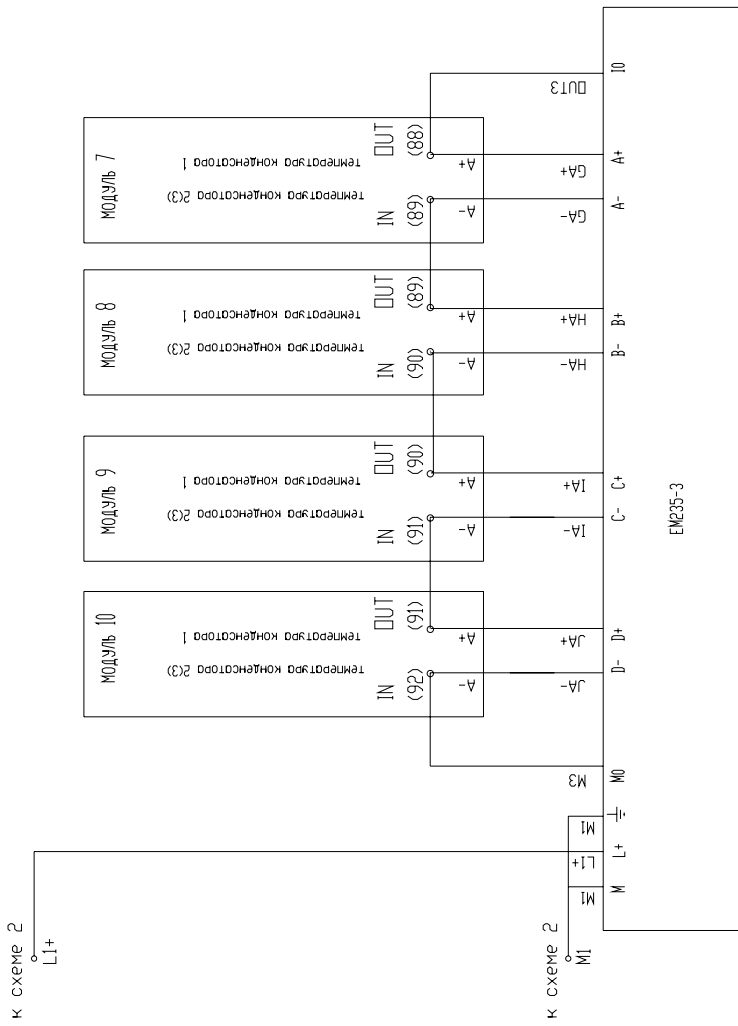 к схеме 2
L1+
к схеме 2
M1
модуль 10
температура конденсатора 1
температура конденсатора 2(3)
OUT
(91)
IN
(92)
A+
A-
модуль 9
температура конденсатора 1
температура конденсатора 2(3)
OUT
(90)
IN
(91)
A+
A-
модуль 8
температура конденсатора 1
температура конденсатора 2(3)
OUT
(89)
IN
(90)
A+
A-
модуль 7
температура конденсатора 1
температура конденсатора 2(3)
OUT
(88)
IN
(89)
A+
A-
M1
L1+
M1
M3
JA-
JA+
IA-
IA+
HA-
HA+
GA-
GA+
OUT3
M
L+
M0
D-
D+
C-
C+
B-
B+
A-
A+
I0
EM235-3